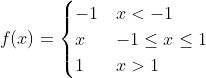 f(x) = { −1 x < −1
x −1 ≤ x ≤ 1
1 x > 1